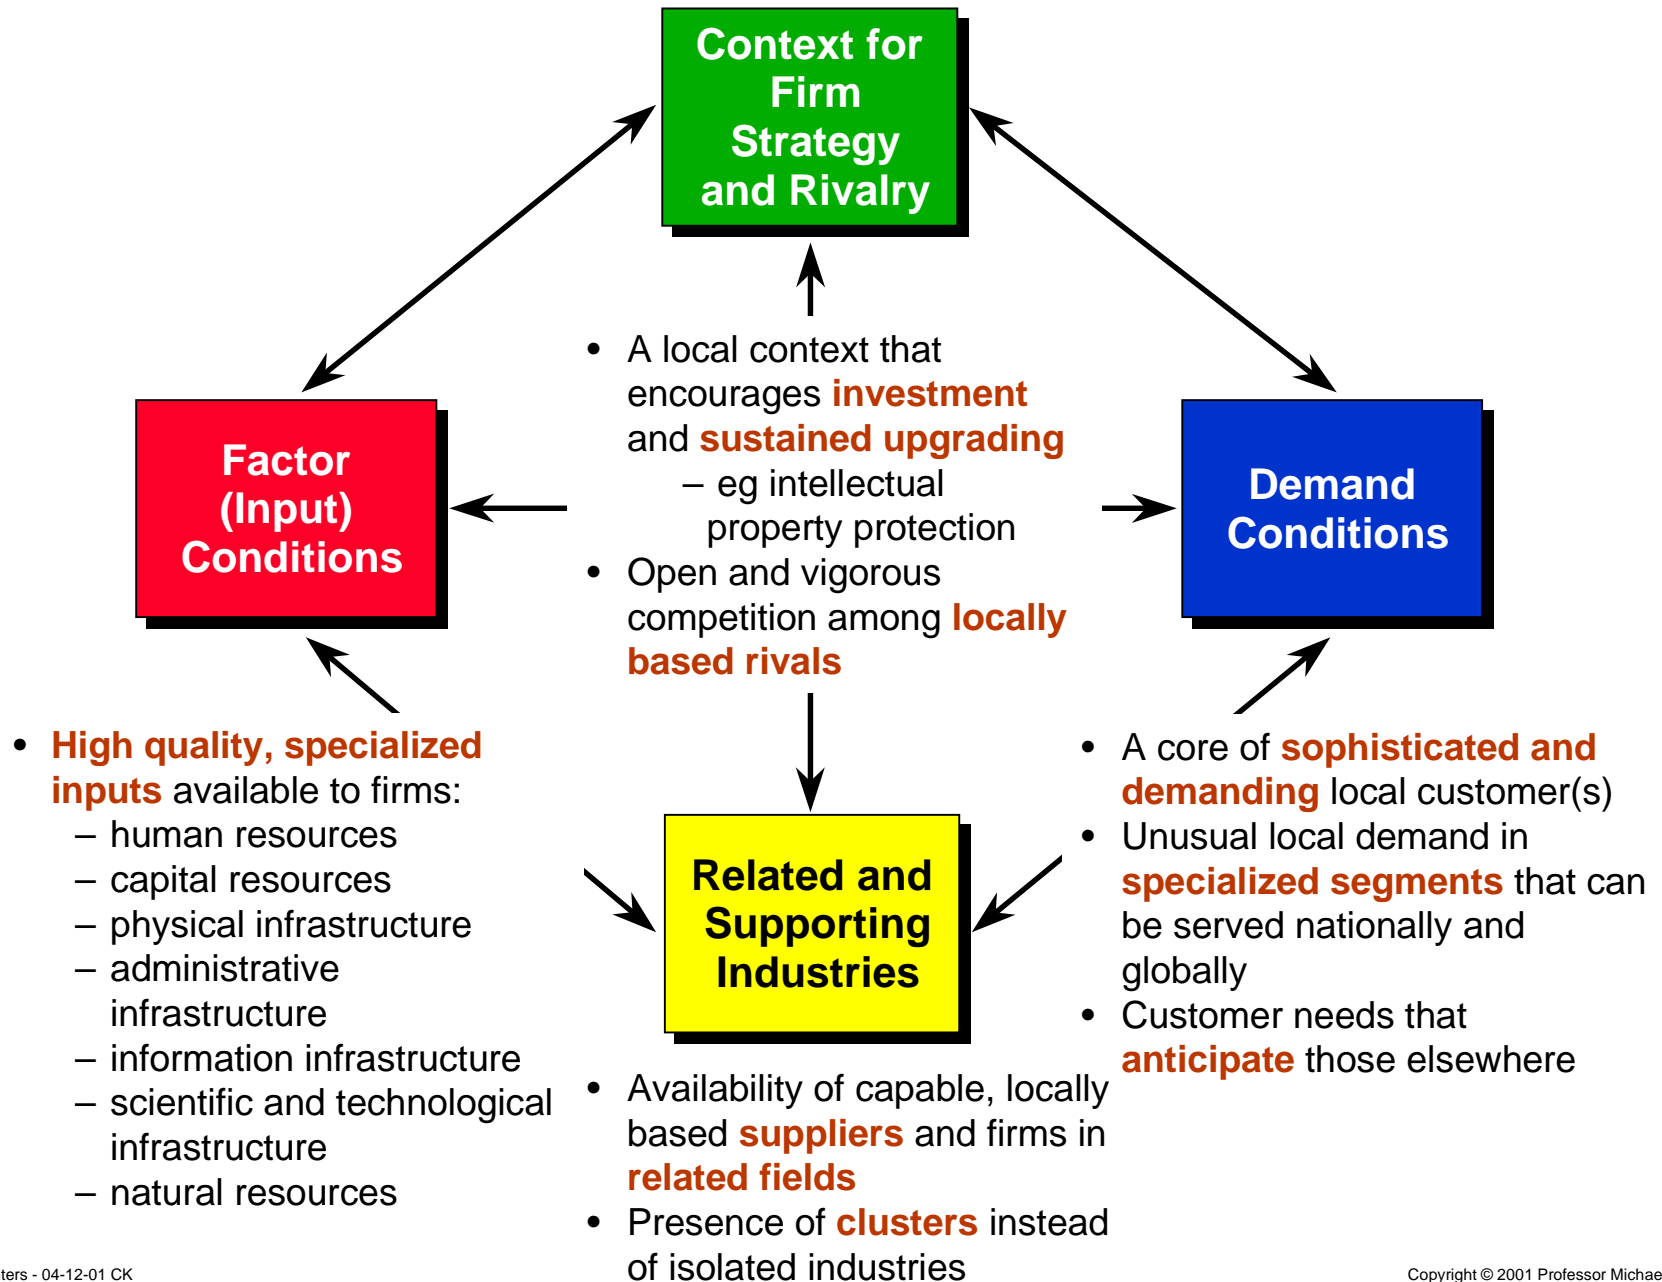 Context for
Firm
Strategy
and Rivalry
• A local context that
encourages investment
and sustained upgrading
– eg intellectual
property protection
• Open and vigorous
competition among locally
based rivals
Factor
(Input)
Conditions
Demand
Conditions
• High quality, specialized
inputs available to firms:
– human resources
– capital resources
– physical infrastructure
– administrative
infrastructure
– information infrastructure
– scientific and technological
infrastructure
– natural resources
Related and
Supporting
Industries
• Availability of capable, locally
based suppliers and firms in
related fields
• Presence of clusters instead
of isolated industries
• A core of sophisticated and
demanding local customer(s)
• Unusual local demand in
specialized segments that can
be served nationally and
globally
• Customer needs that
anticipate those elsewhere
ters - 04-12-01 CK
Copyright © 2001 Professor Michae